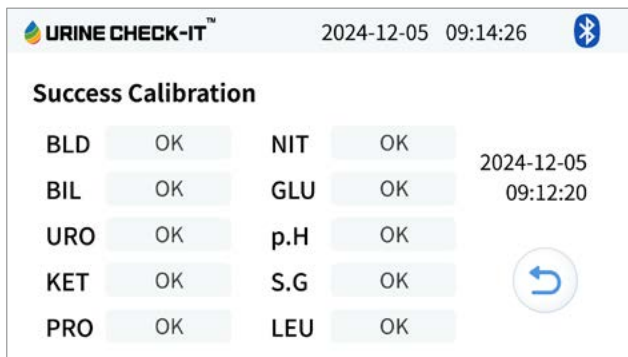 URINE CHECK-IT™ 2024-12-05 09:14:26
Success Calibration
BLD OK NIT OK
2024-12-05
BIL OK GLU OK
09:12:20
URO OK p.H OK
KET OK S.G OK
PRO OK LEU OK